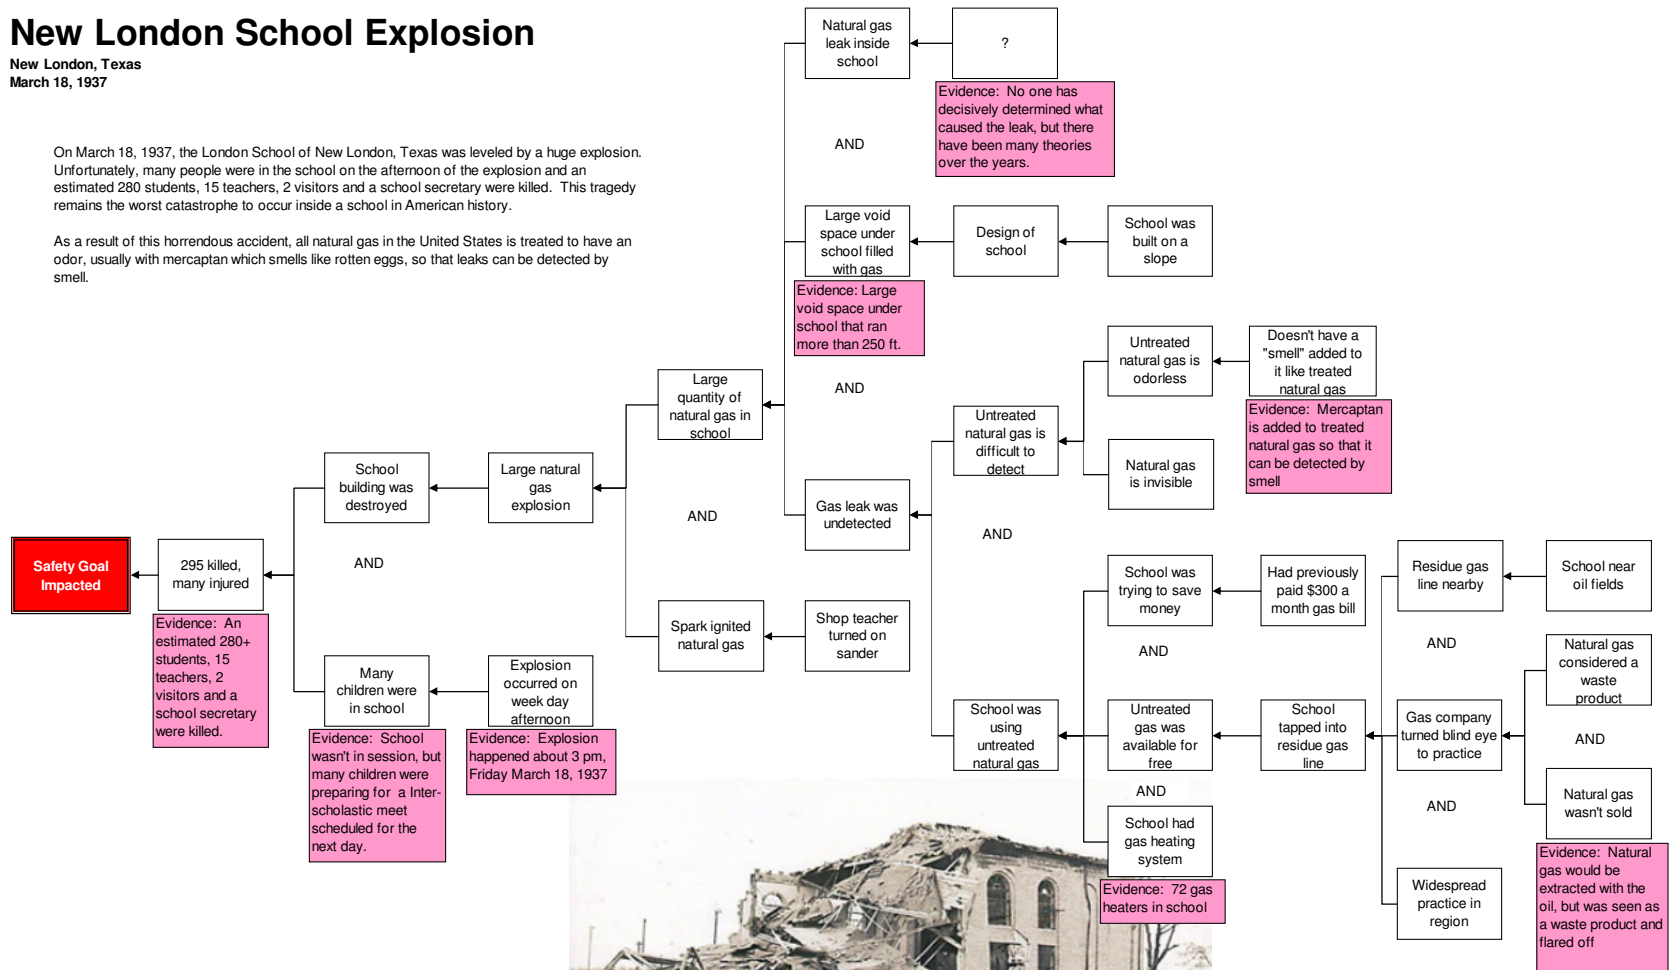 New London School Explosion
New London, Texas
March 18, 1937
On March 18, 1937, the London School of New London, Texas was leveled by a huge explosion.
Unfortunately, many people were in the school on the afternoon of the explosion and an
estimated 280 students, 15 teachers, 2 visitors and a school secretary were killed.  This tragedy
remains the worst catastrophe to occur inside a school in American history.
As a result of this horrendous accident, all natural gas in the United States is treated to have an
odor, usually with mercaptan which smells like rotten eggs, so that leaks can be detected by
smell.
Safety Goal
Impacted
295 killed,
many injured
Evidence:  An
estimated 280+
students, 15
teachers, 2
visitors and a
school secretary
were killed.
School
building was
destroyed
AND
Many
children were
in school
Evidence:  School
wasn't in session, but
many children were
preparing for  a Inter-
scholastic meet
scheduled for the
next day.
Large natural
gas
explosion
Explosion
occurred on
week day
afternoon
Evidence:  Explosion
happened about 3 pm,
Friday March 18, 1937
Large
quantity of
natural gas in
school
AND
Spark ignited
natural gas
Shop teacher
turned on
sander
Natural gas
leak inside
school
?
Evidence:  No one has
decisively determined what
caused the leak, but there
have been many theories
over the years.
AND
Large void
space under
school filled
with gas
Evidence: Large
void space under
school that ran
more than 250 ft.
Design of
school
School was
built on a
slope
AND
Gas leak was
undetected
Untreated
natural gas is
difficult to
detect
Untreated
natural gas is
odorless
Doesn't have a
"smell" added to
it like treated
natural gas
Evidence:  Mercaptan
is added to treated
natural gas so that it
can be detected by
smell
Natural gas
is invisible
AND
School was
using
untreated
natural gas
School was
trying to save
money
Had previously
paid $300 a
month gas bill
AND
Untreated
gas was
available for
free
AND
School had
gas heating
system
Evidence:  72 gas
heaters in school
School
tapped into
residue gas
line
Residue gas
line nearby
School near
oil fields
AND
Gas company
turned blind eye
to practice
AND
Widespread
practice in
region
Natural gas
considered a
waste
product
AND
Natural gas
wasn't sold
Evidence:  Natural
gas would be
extracted with the
oil, but was seen as
a waste product and
flared off